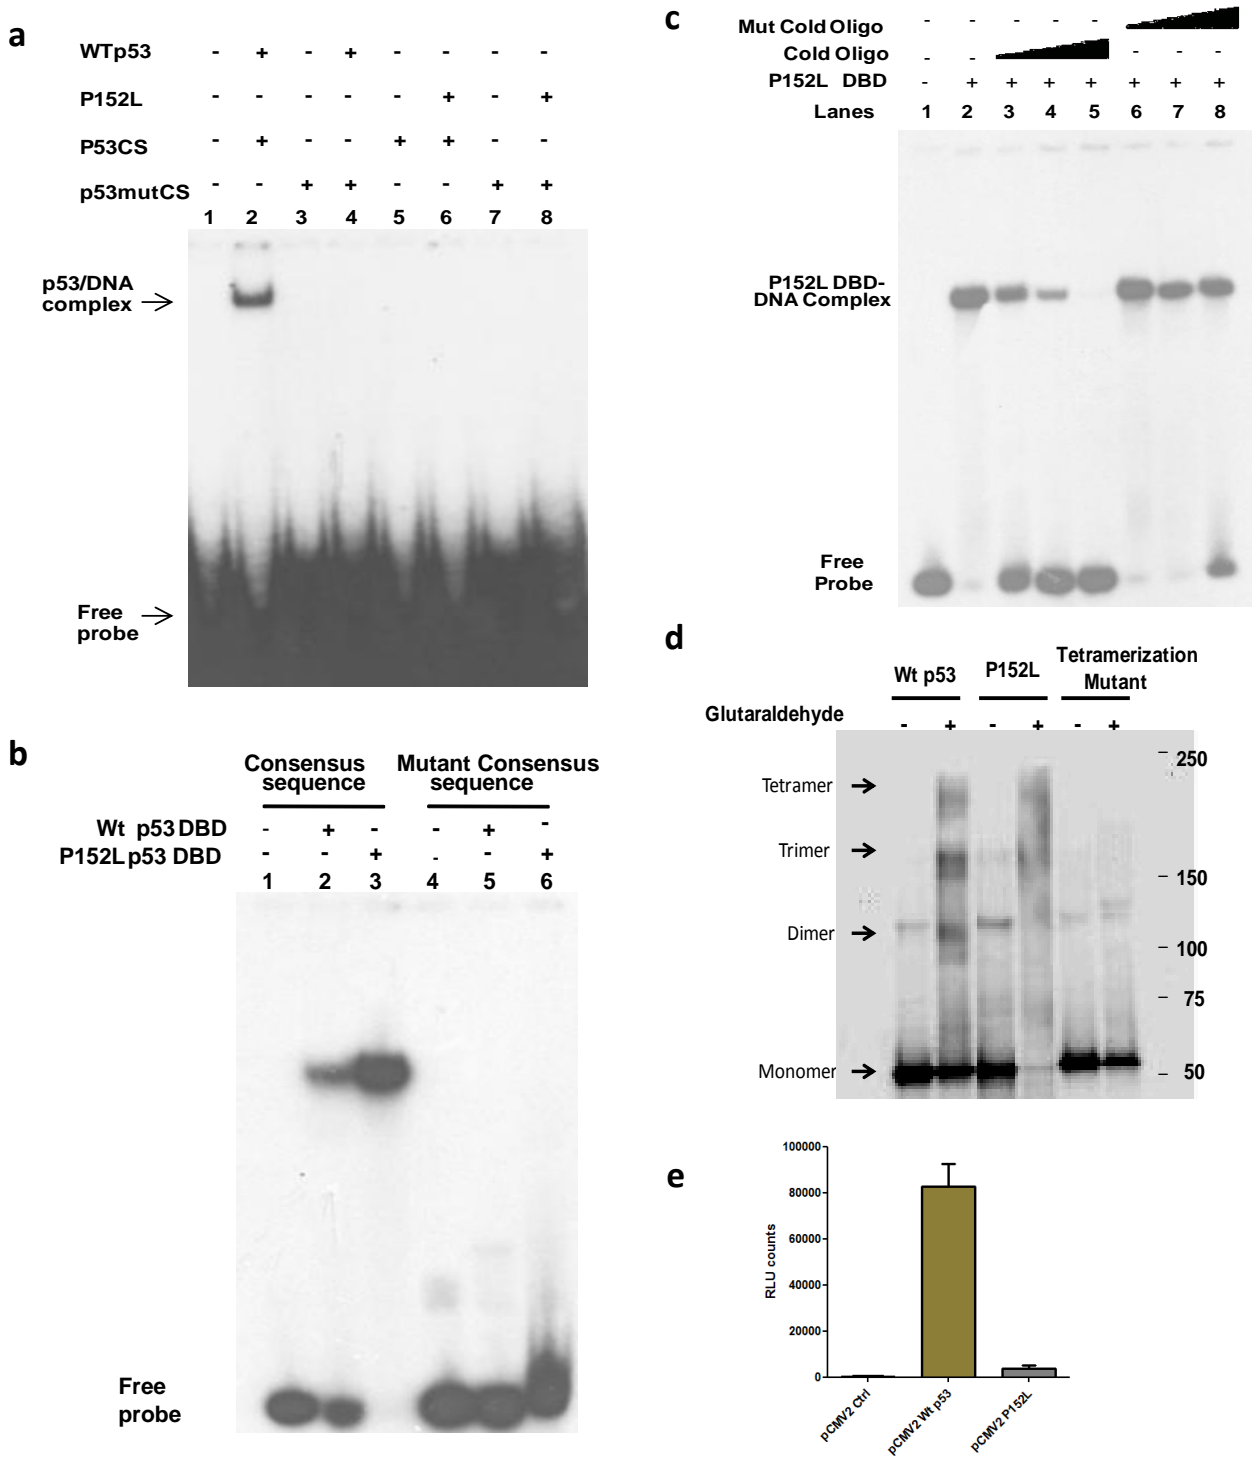 a
WTp53 - + - + - - - -
P152L - - - - - + - +
P53CS - + - - + + - -
p53mutCS - - + + - - + +
1 2 3 4 5 6 7 8
p53/DNA
complex
Free
probe
b
Consensus
sequence
Mutant Consensus
sequence
Wt p53 DBD - + - - + -
P152L p53 DBD - - + - - +
1 2 3 4 5 6
Free
probe
c
Mut Cold Oligo - - - - -
Cold Oligo - - - - -
P152L DBD - + + + + + + +
Lanes 1 2 3 4 5 6 7 8
P152L DBD-
DNA Complex
Free
Probe
d
Wt p53 P152L
Tetramerization
Mutant
Glutaraldehyde - + - + - +
Tetramer
Trimer
Dimer
Monomer
250
150
100
75
50
e
RLU counts
100000
80000
60000
40000
20000
0
pCMV2 Ctrl
pCMV2 Wt p53
pCMV2 P152L